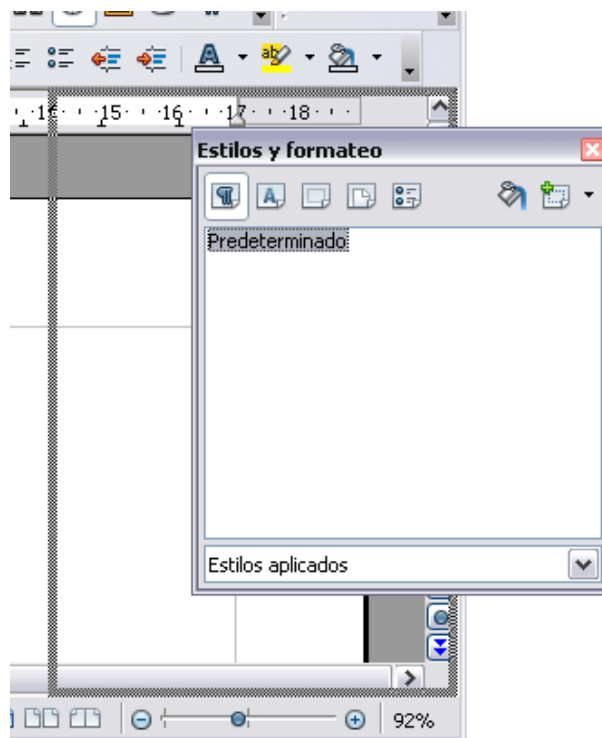 ·15· · ·16· · ·17· · ·18· · ·
Estilos y formateo
Predeterminado
Estilos aplicados
92%